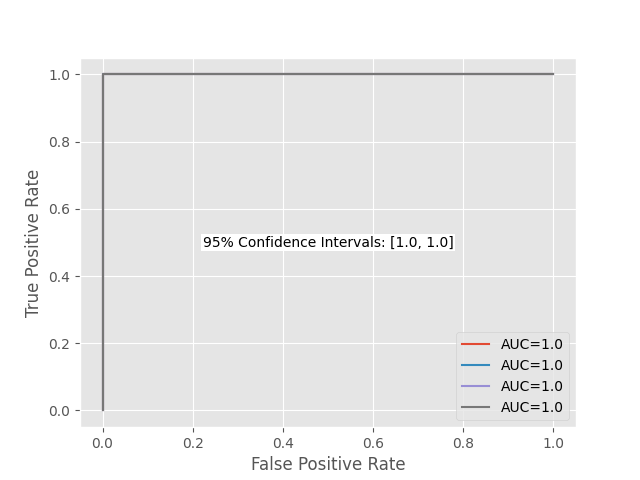 1.0
0.8
0.6
0.4
0.2
0.0
True Positive Rate
95% Confidence Intervals: [1.0, 1.0]
AUC=1.0
AUC=1.0
AUC=1.0
AUC=1.0
0.0 0.2 0.4 0.6 0.8 1.0
False Positive Rate